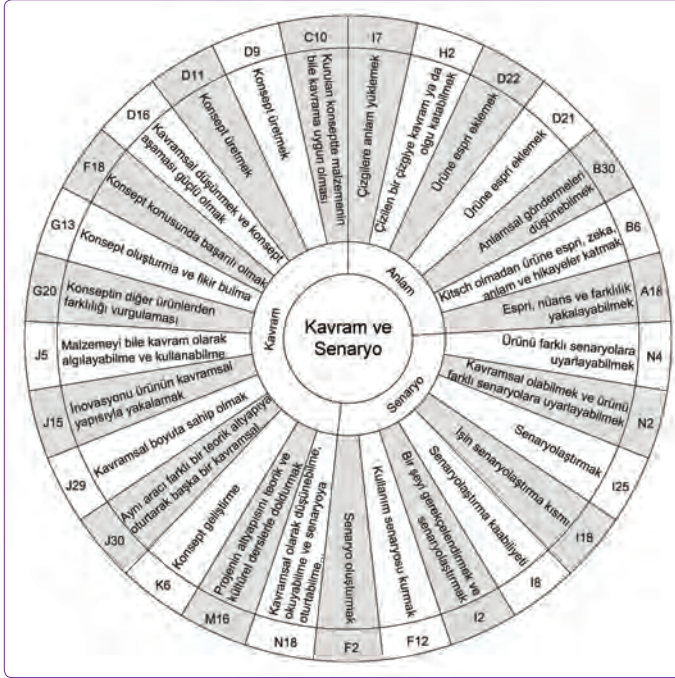 Kavram ve
Senaryo
Anlam
Senaryo
Kavram
I7
Çizgilere anlam yüklemek
H2
Çizilen bir çizgiye kavram ya da
olgu katabilmek
D22
Ürüne espri eklemek
D21
Ürüne espri eklemek
B30
Anlamsal göndermeleri
düşünebilmek
B6
Kitsch olmadan ürüne espri, zeka,
anlam ve hikayeler katmak
A18
Espri, nüans ve farklılık
yakalayabilmek
N4
Ürünü farklı senaryolara
uyarlayabilmek
N2
Kavramsal olabilmek ve ürünü
farklı senaryolara uyarlayabilmek
I25
Senaryolaştırmak
I18
İşin senaryolaştırma kısmı
I8
Senaryolaştırma kaabiliyeti
I2
Bir şeyi gerekçelendirmek ve
senaryolaştırmak
F12
Kullanım senaryosu kurmak
F2
Senaryo oluşturmak
N18
Kavramsal olarak düşünebilme,
okuyabilme ve senaryoya
oturtabilme...
M16
Projenin altyapısını teorik ve
kültürel derslerle doldurmak
K6
Konsept geliştirme
J30
Aynı aracı farklı bir teorik altyapıya
oturtarak başka bir kavramsal
J29
Kavramsal boyuta sahip olmak
J15
İnovasyonu ürünün kavramsal
yapısıyla yakalamak
J5
Malzemeyi bile kavram olarak
algılayabilme ve kullanabilme
G20
Konseptin diğer ürünlerden
farklılığı vurgulaması
G13
Konsept oluşturma ve fikir bulma
F18
Konsept konusunda başarılı olmak
D16
Kavramsal düşünmek ve konsept
aşaması güçlü olmak
D11
Konsept üretmek
D9
Konsept üretmek
C10
Kurulan konseptte malzemenin
bile kavrama uygun olması